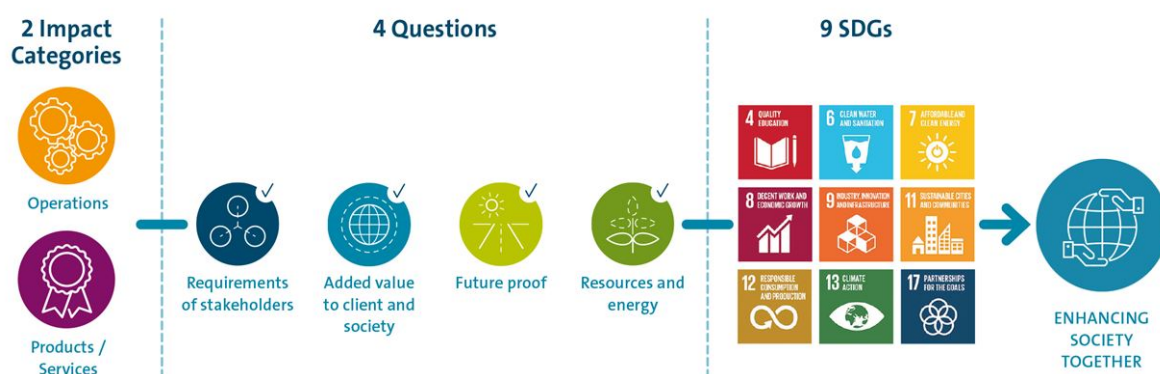 2 Impact
Categories
Operations
Products /
Services
4 Questions
Requirements
of stakeholders
Added value
to client and
society
Future proof
Resources and
energy
9 SDGs
4 QUALITY
EDUCATION
6 CLEAN WATER
AND SANITATION
7 AFFORDABLE AND
CLEAN ENERGY
8 DECENT WORK AND
ECONOMIC GROWTH
9 INDUSTRY, INNOVATION
AND INFRASTRUCTURE
11 SUSTAINABLE CITIES
AND COMMUNITIES
12 RESPONSIBLE
CONSUMPTION
AND PRODUCTION
13 CLIMATE
ACTION
17 PARTNERSHIPS
FOR THE GOALS
ENHANCING
SOCIETY
TOGETHER